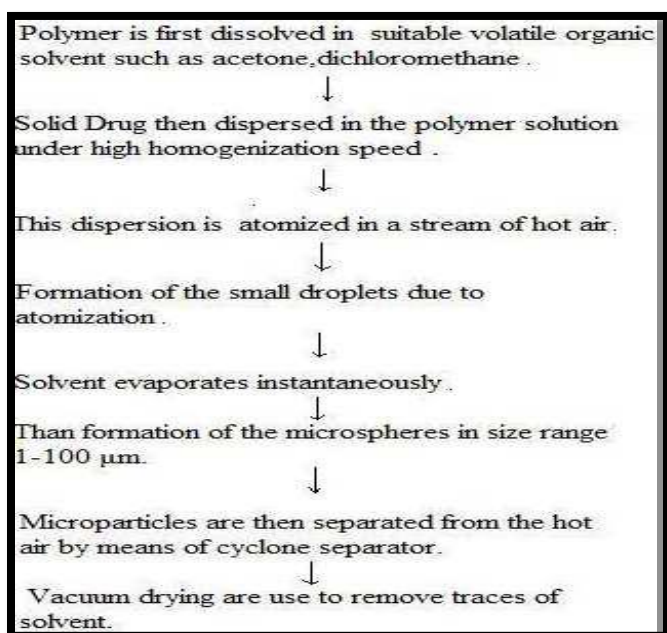 Polymer is first dissolved in suitable volatile organic
solvent such as acetone,dichloromethane .
↓
Solid Drug then dispersed in the polymer solution
under high homogenization speed .
↓
This dispersion is atomized in a stream of hot air.
↓
Formation of the small droplets due to
atomization .
↓
Solvent evaporates instantaneously .
↓
Than formation of the microspheres in size range
1-100 µm.
↓
Microparticles are then separated from the hot
air by means of cyclone separator.
↓
Vacuum drying are use to remove traces of
solvent.